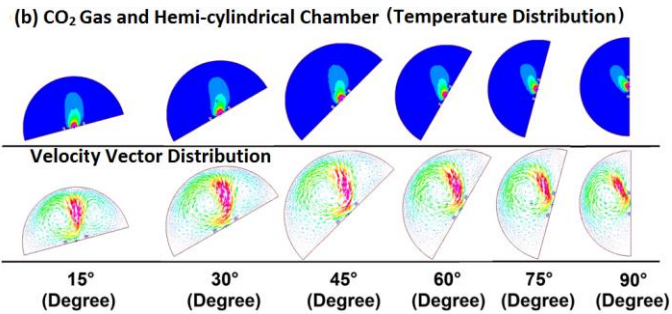 (b) CO₂ Gas and Hemi-cylindrical Chamber (Temperature Distribution)
Velocity Vector Distribution
15° 30° 45° 60° 75° 90°
(Degree) (Degree) (Degree) (Degree) (Degree) (Degree)